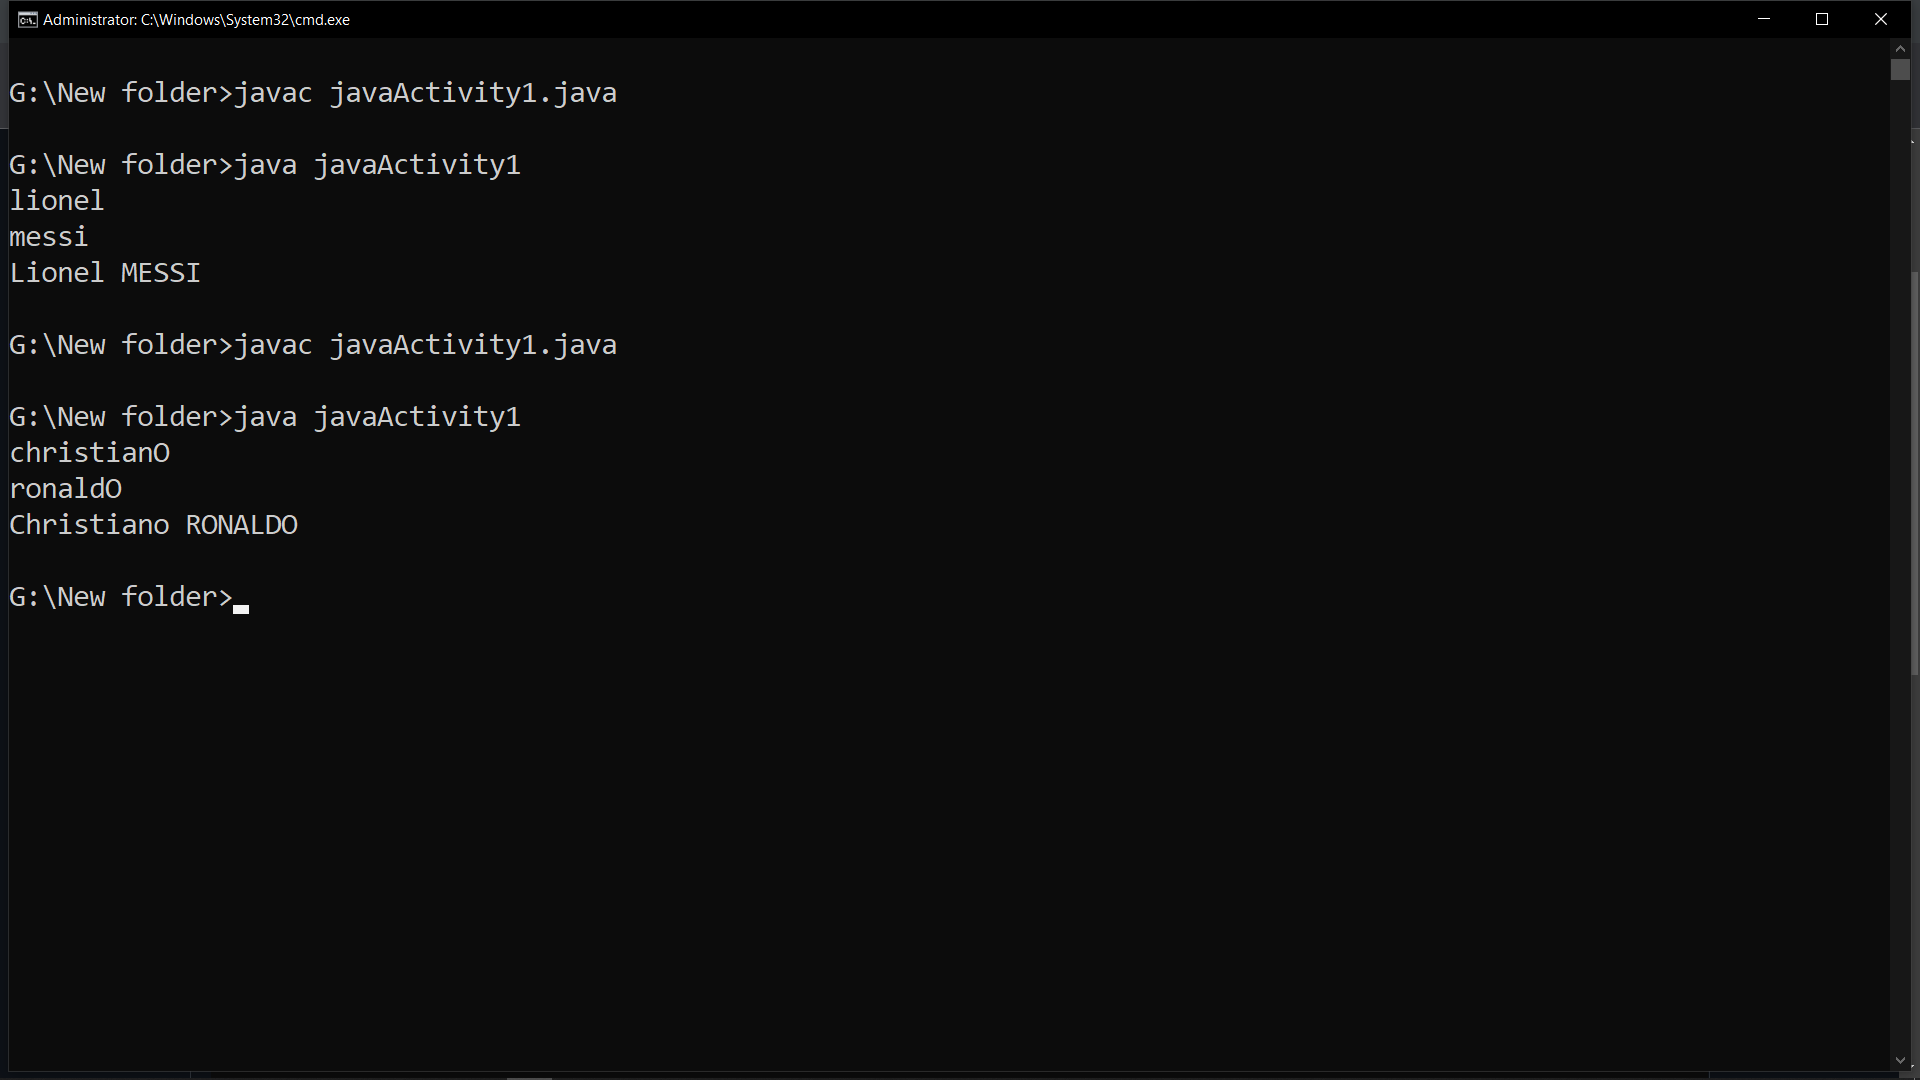 Administrator: C:\Windows\System32\cmd.exe
G:\New folder>javac javaActivity1.java
G:\New folder>java javaActivity1
lionel
messi
Lionel MESSI
G:\New folder>javac javaActivity1.java
G:\New folder>java javaActivity1
christianO
ronaldO
Christiano RONALDO
G:\New folder>